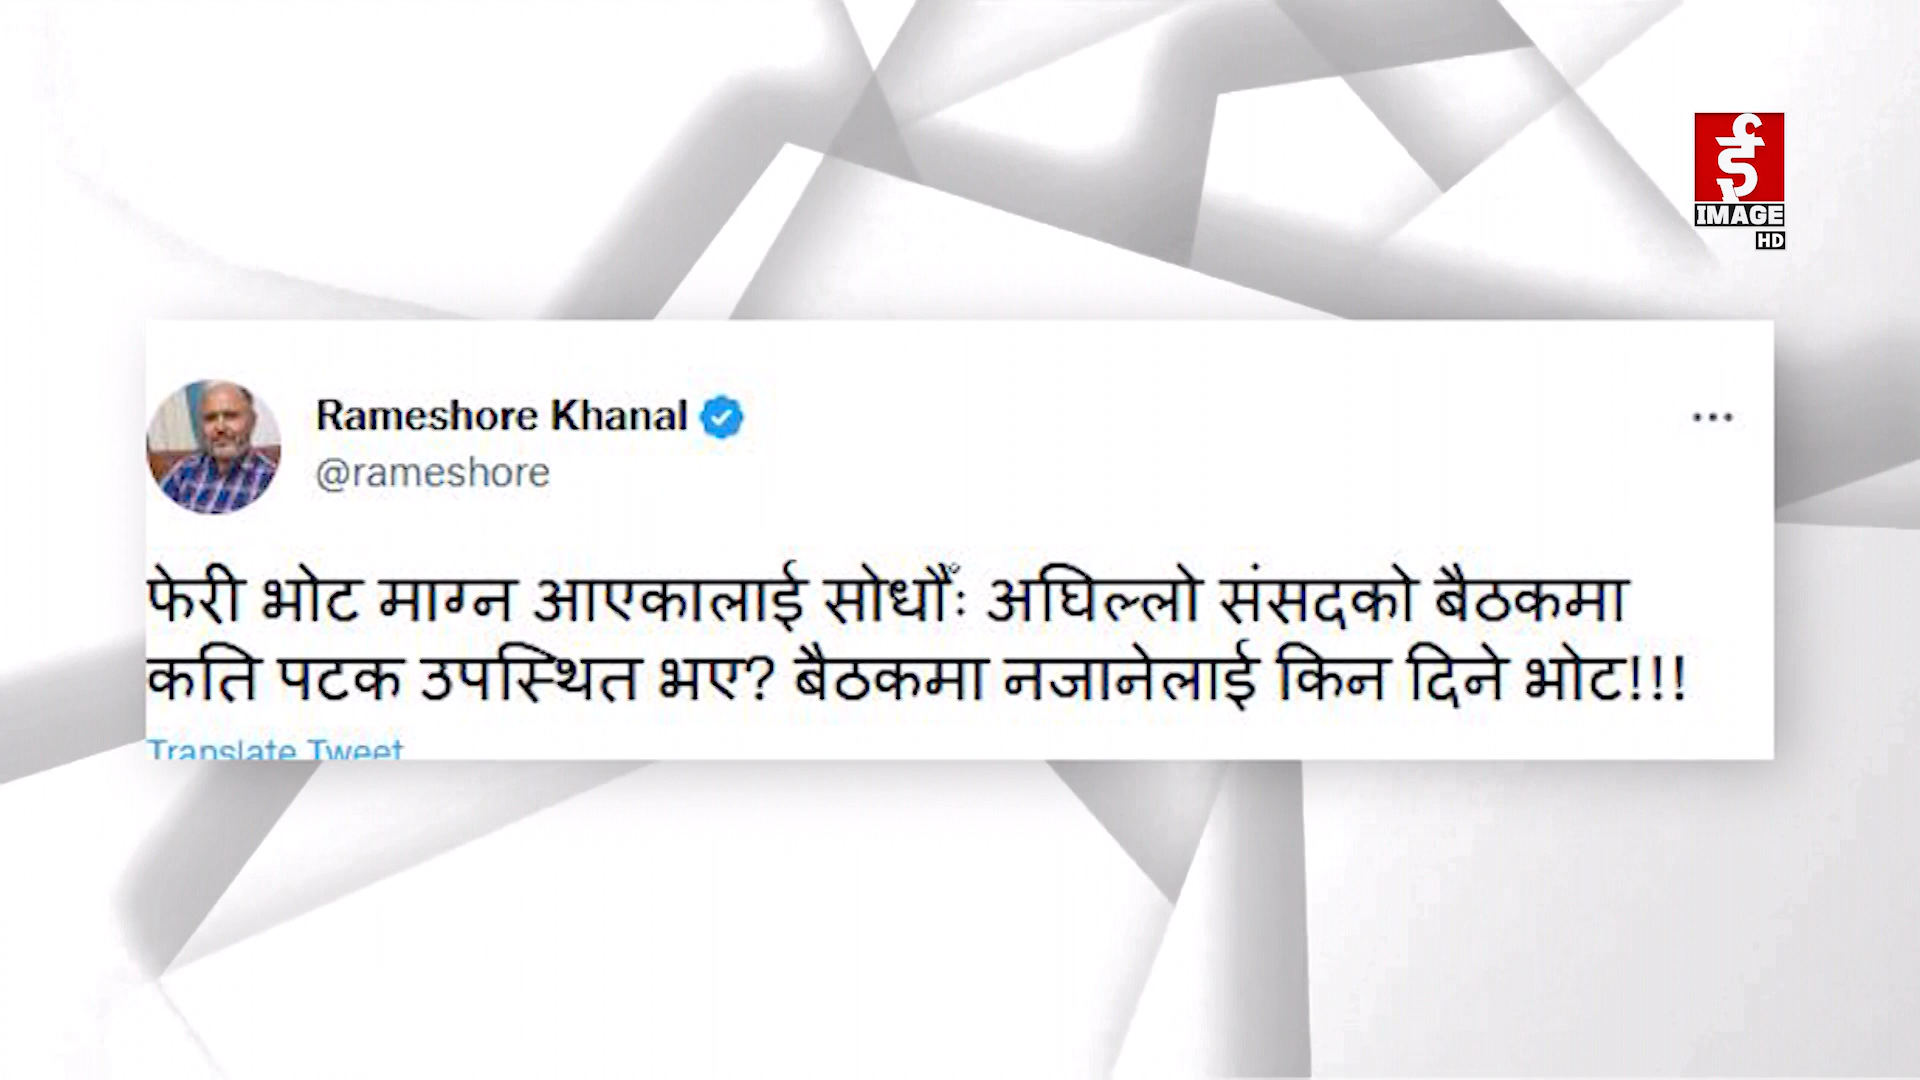 IMAGE
HD
Rameshore Khanal
@rameshore
फेरी भोट माग्न आएकालाई सोधौँः अघिल्लो संसदको बैठकमा
कति पटक उपस्थित भए? बैठकमा नजानेलाई किन दिने भोट!!!
Translate Tweet